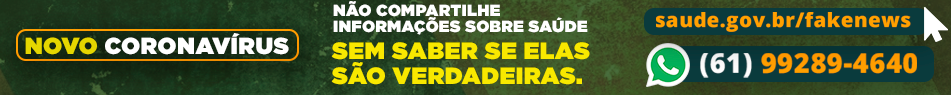 NOVO CORONAVÍRUS
NÃO COMPARTILHE
INFORMAÇÕES SOBRE SAÚDE
SEM SABER SE ELAS
SÃO VERDADEIRAS.
saude.gov.br/fakenews
(61) 99289-4640